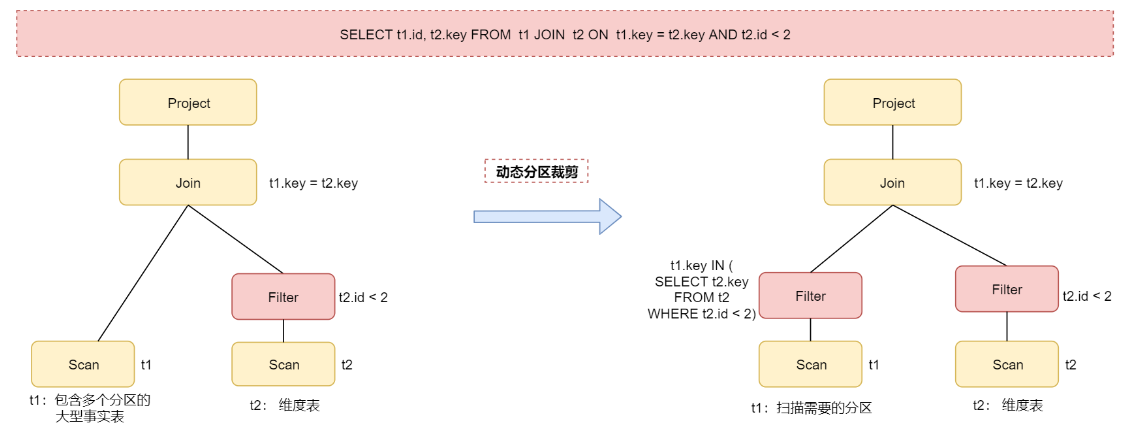 SELECT t1.id, t2.key FROM t1 JOIN t2 ON t1.key = t2.key AND t2.id < 2
Project
Join
t1.key = t2.key
Filter
t2.id < 2
Scan
t1
Scan
t2
t1：包含多个分区的
大型事实表
t2： 维度表
动态分区裁剪
Project
Join
t1.key = t2.key
t1.key IN (
SELECT t2.key
FROM t2
WHERE t2.id < 2)
Filter
Filter
t2.id < 2
Scan
t1
Scan
t2
t1：扫描需要的分区
t2： 维度表